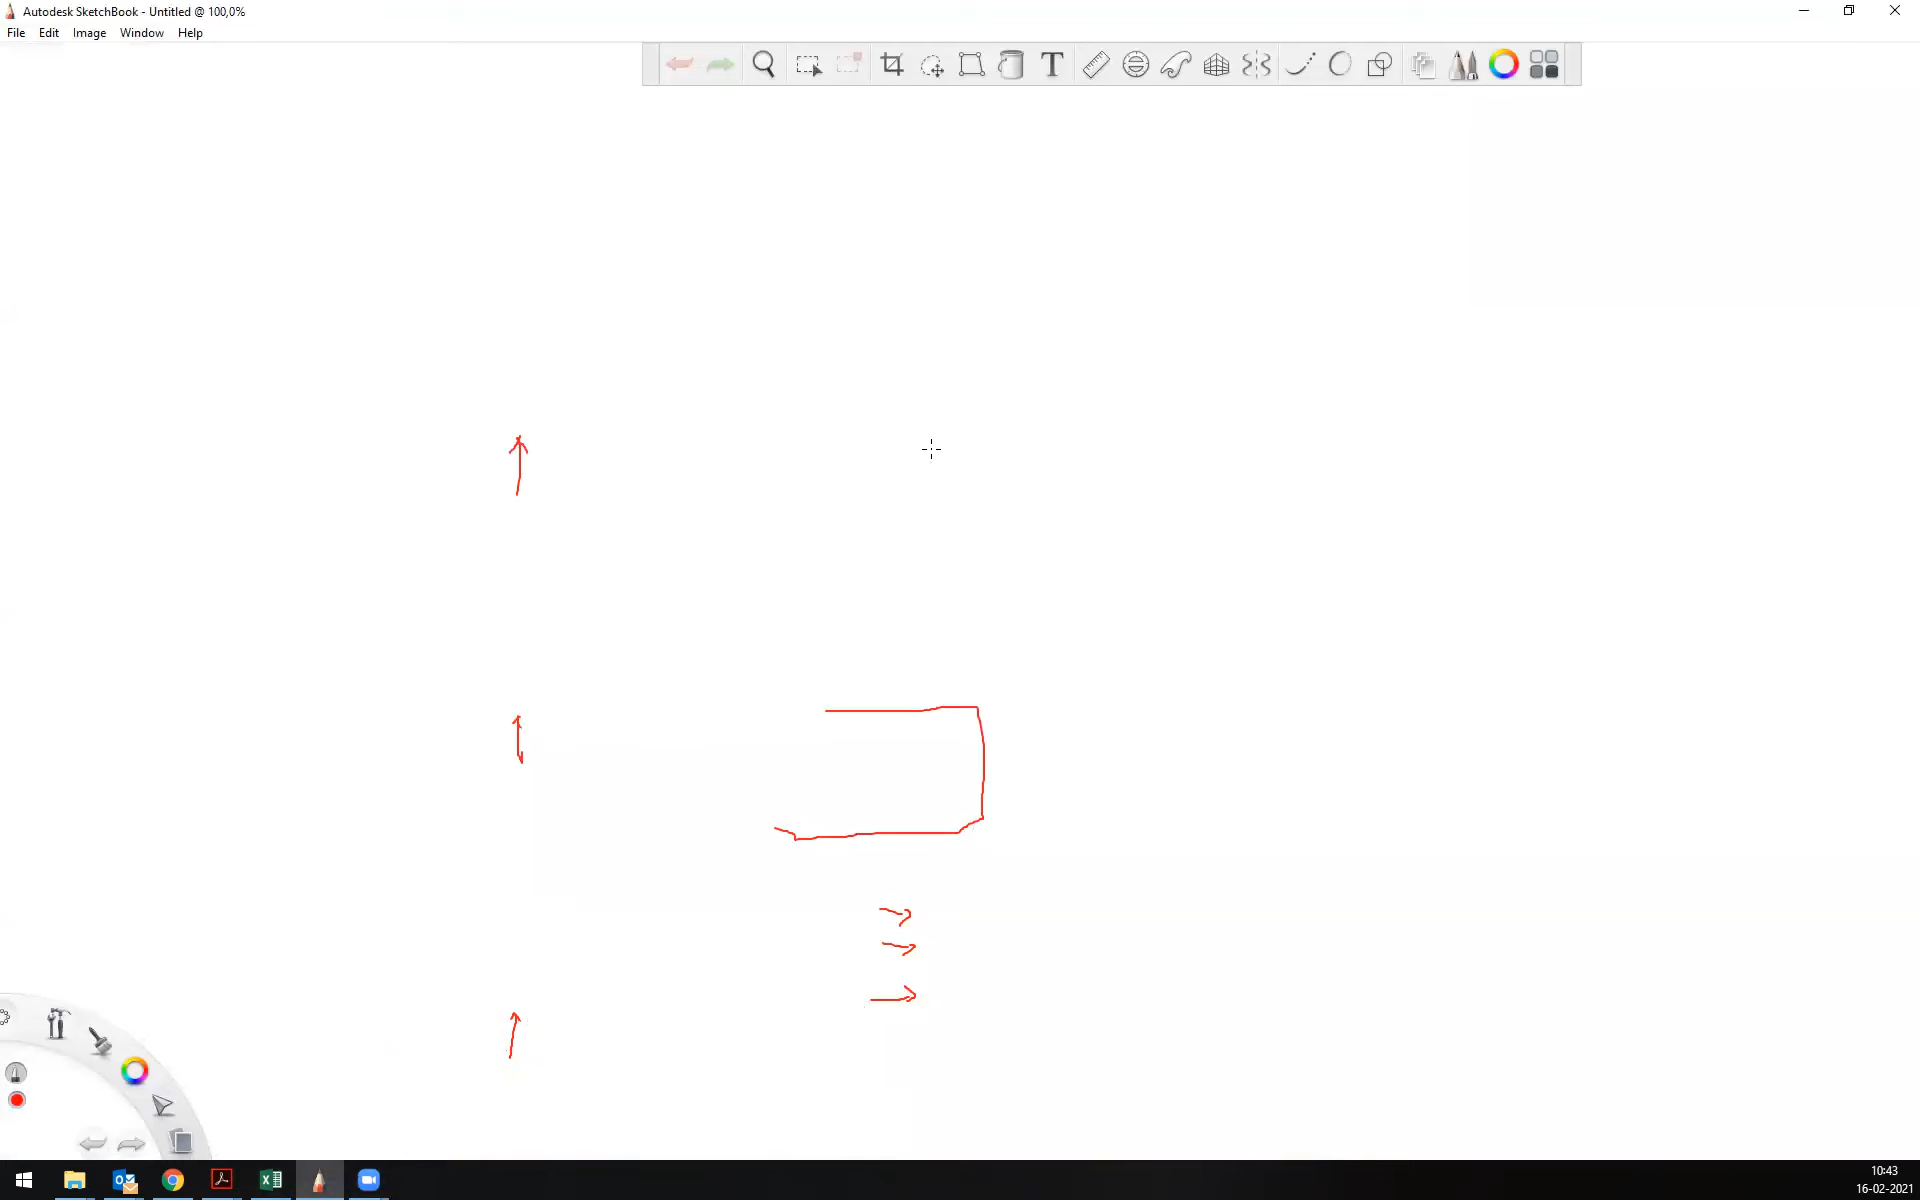 Autodesk SketchBook - Untitled @ 100,0%
File Edit Image Window Help
T
10:43
16-02-2021